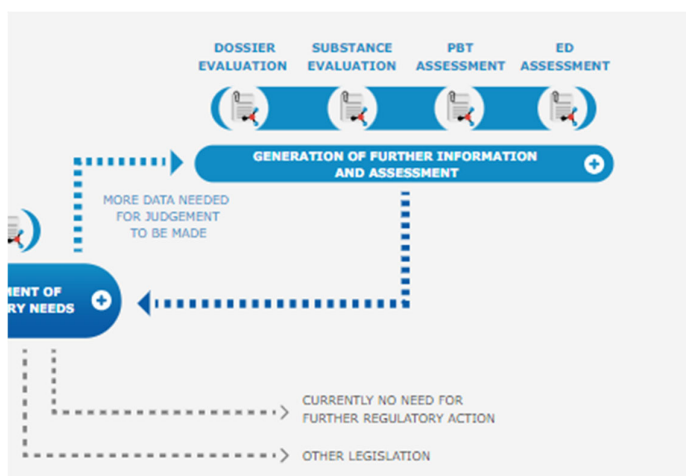 DOSSIER
EVALUATION
SUBSTANCE
EVALUATION
PBT
ASSESSMENT
ED
ASSESSMENT
GENERATION OF FURTHER INFORMATION
AND ASSESSMENT
MORE DATA NEEDED
FOR JUDGEMENT
TO BE MADE
MENT OF
RY NEEDS
CURRENTLY NO NEED FOR
FURTHER REGULATORY ACTION
OTHER LEGISLATION